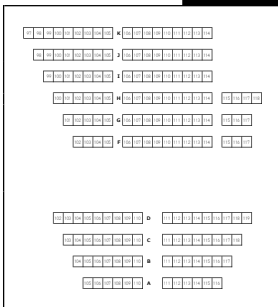 97 98 99 100 101 102 103 104 105 K 106 107 108 109 110 111 112 113 114
98 99 100 101 102 103 104 105 J 106 107 108 109 110 111 112 113 114
99 100 101 102 103 104 105 I 106 107 108 109 110 111 112 113 114
100 101 102 103 104 105 H 106 107 108 109 110 111 112 113 114 115 116 117 118
101 102 103 104 105 G 106 107 108 109 110 111 112 113 114 115 116 117
102 103 104 105 F 106 107 108 109 110 111 112 113 114 115 116 117
102 103 104 105 106 107 108 109 110 D 111 112 113 114 115 116 117 118 119
103 104 105 106 107 108 109 110 C 111 112 113 114 115 116 117 118
104 105 106 107 108 109 110 B 111 112 113 114 115 116 117
105 106 107 108 109 110 A 111 112 113 114 115 116